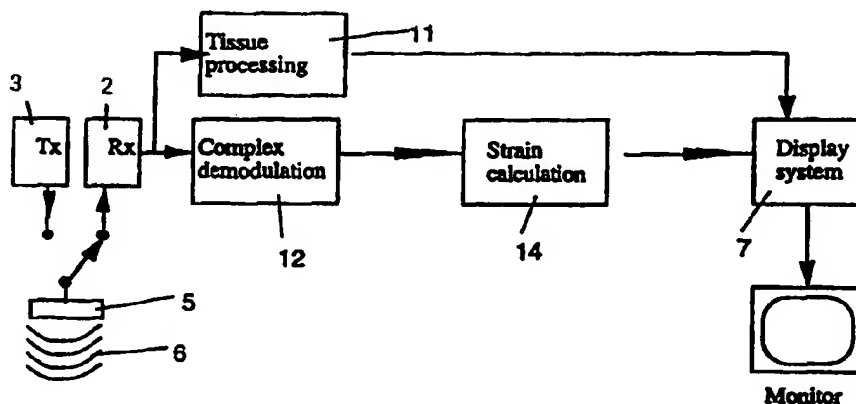 Tissue
processing
11
3
2
Tx
Rx
Complex
demodulation
Strain
calculation
Display
system
12
14
7
5
6
Monitor